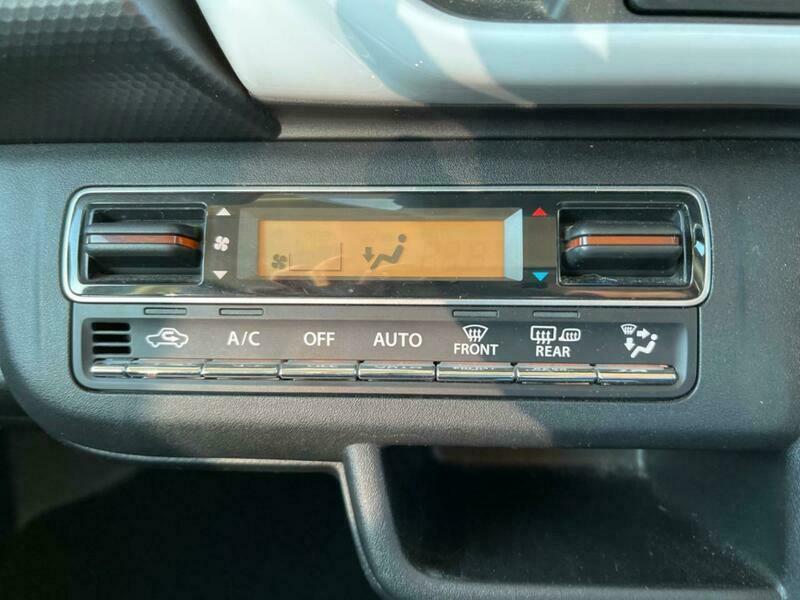 A/C OFF AUTO FRONT REAR